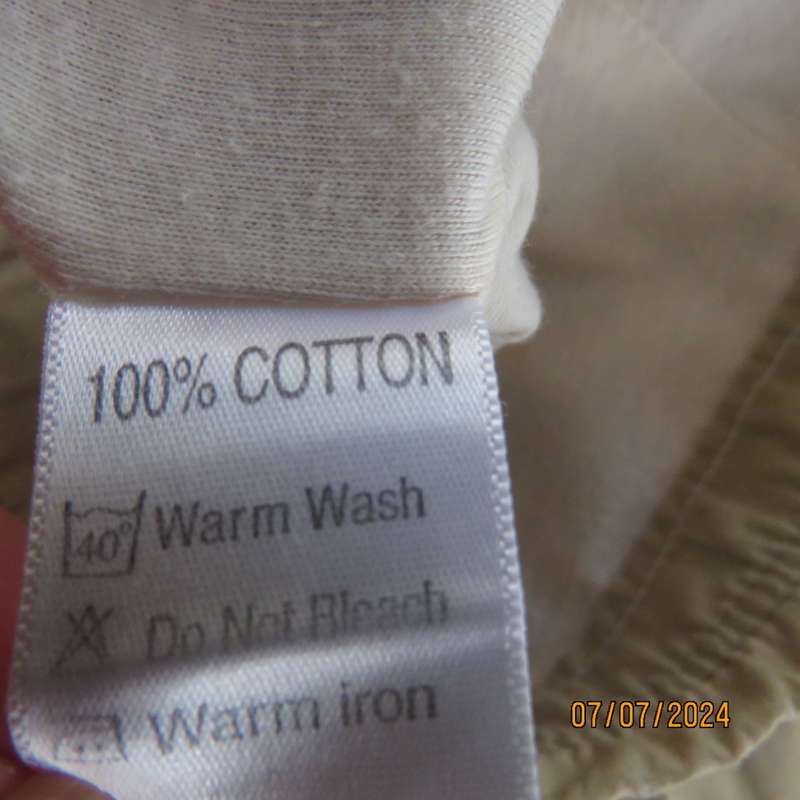 100% COTTON
40° Warm Wash
Do Not Bleach
Warm iron
07/07/2024